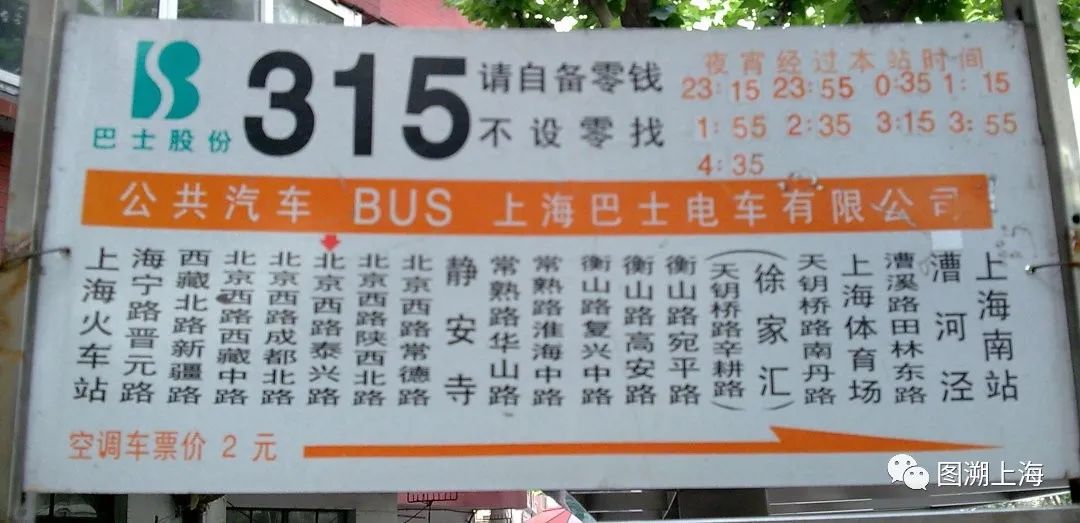 巴士股份
315
请自备零钱
不设零找
夜宵经过本站时间
23:15 23:55 0:35 1:15
1:55 2:35 3:15 3:55
4:35
公共汽车 BUS 上海巴士电车有限公司
上海火车站
海宁路晋元路
西藏北路新疆路
北京西路西藏中路
北京西路成都北路
北京西路泰兴路
北京西路陕西北路
北京西路常德路
静安寺
常熟路华山路
常熟路淮海中路
衡山路复兴中路
衡山路高安路
衡山路宛平路
徐家汇
(天钥桥路辛耕路)
天钥桥路南丹路
上海体育场
漕溪路田林东路
漕河泾
上海南站
空调车票价 2 元
图溯上海